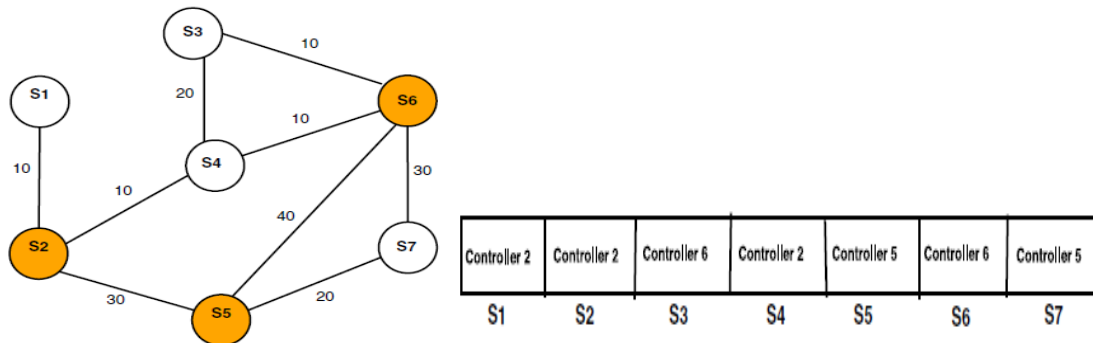 S3
10
S1
20
S6
10
S4
10
30
10
40
S2
S7
30
20
S5
Controller 2 Controller 2 Controller 6 Controller 2 Controller 5 Controller 6 Controller 5
S1 S2 S3 S4 S5 S6 S7